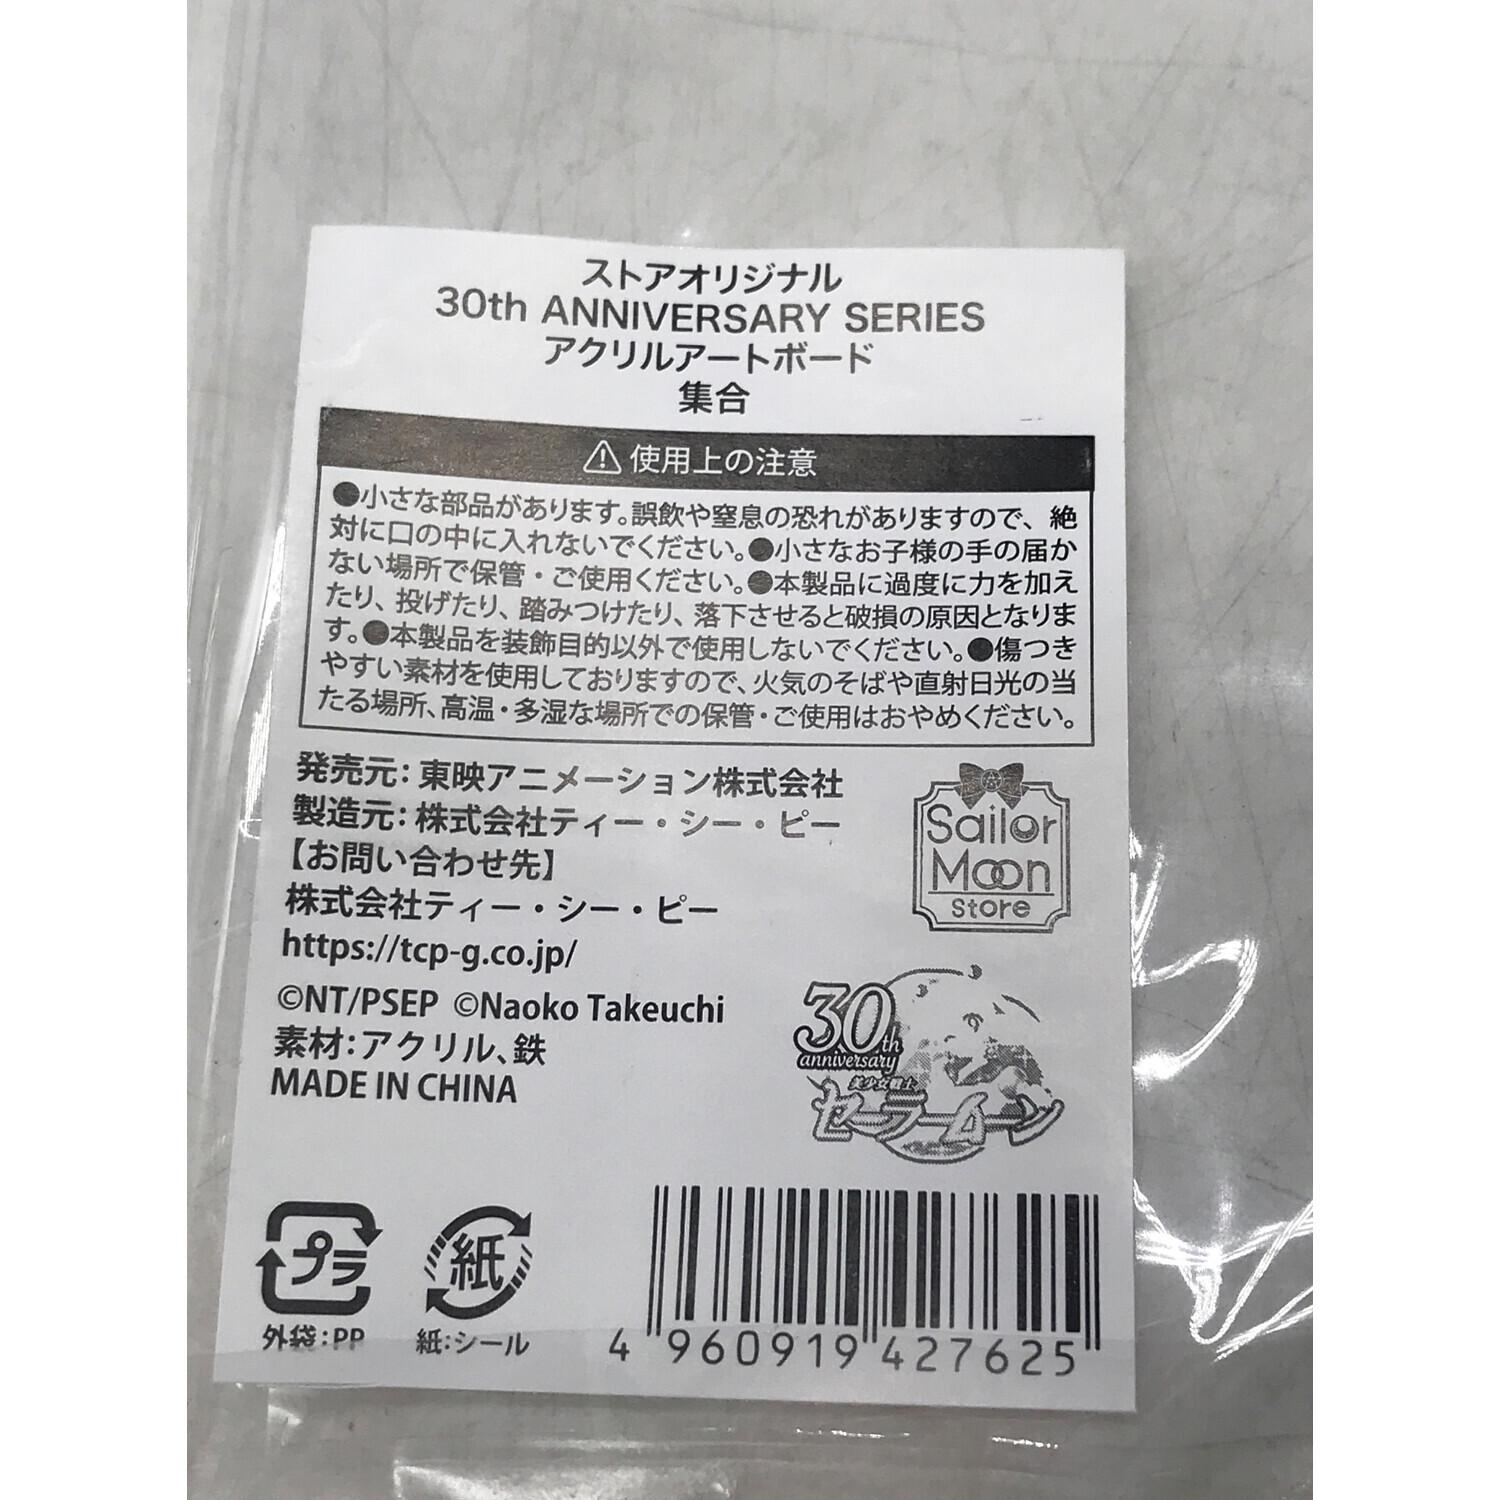 ストアオリジナル
30th ANNIVERSARY SERIES
アクリルアートボード
集合
⚠使用上の注意
●小さな部品があります。誤飲や窒息の恐れがありますので、絶
対に口の中に入れないでください。●小さなお子様の手の届か
ない場所で保管・ご使用ください。●本製品に過度に力を加え
たり、投げたり、踏みつけたり、落下させると破損の原因となりま
す。●本製品を装飾目的以外で使用しないでください。●傷つき
やすい素材を使用しておりますので、火気のそばや直射日光の当
たる場所、高温・多湿な場所での保管・ご使用はおやめください。
発売元：東映アニメーション株式会社
製造元：株式会社ティー・シー・ピー
【お問い合わせ先】
株式会社ティー・シー・ピー
https://tcp-g.co.jp/
©NT/PSEP ©Naoko Takeuchi
素材：アクリル、鉄
MADE IN CHINA
Sailor
Moon
store
30th
anniversary
美少女戦士
セーラームーン
プラ
外袋：PP
紙
紙：シール
4 960919 427625